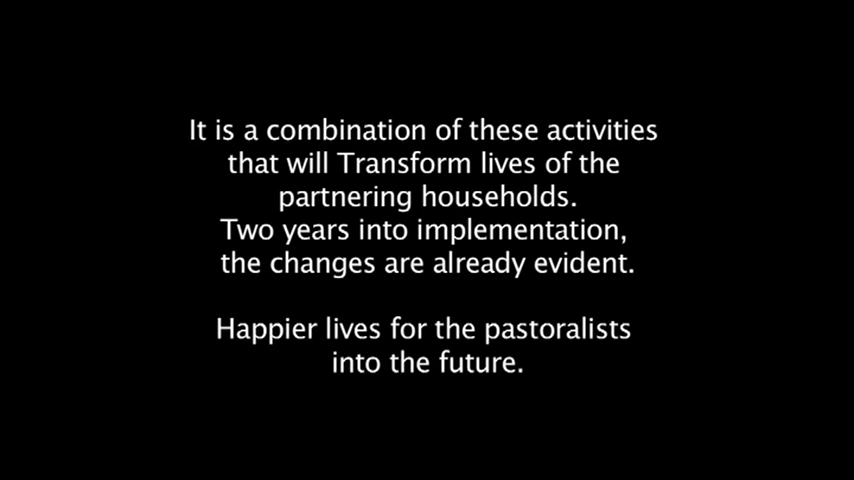 It is a combination of these activities
that will Transform lives of the
partnering households.
Two years into implementation,
the changes are already evident.
Happier lives for the pastoralists
into the future.